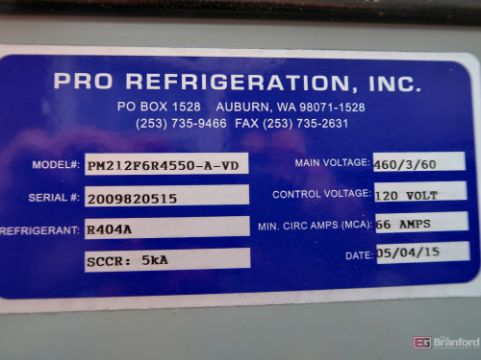 PRO REFRIGERATION, INC.
PO BOX 1528 AUBURN, WA 98071-1528
(253) 735-9466 FAX (253) 735-2631
MODEL#: PM212F6R4550-A-VD
MAIN VOLTAGE: 460/3/60
SERIAL #: 2009820515
CONTROL VOLTAGE: 120 VOLT
REFRIGERANT: R404A
MIN. CIRC AMPS (MCA): 66 AMPS
SCCR: 5kA
DATE: 05/04/15
EG Branford